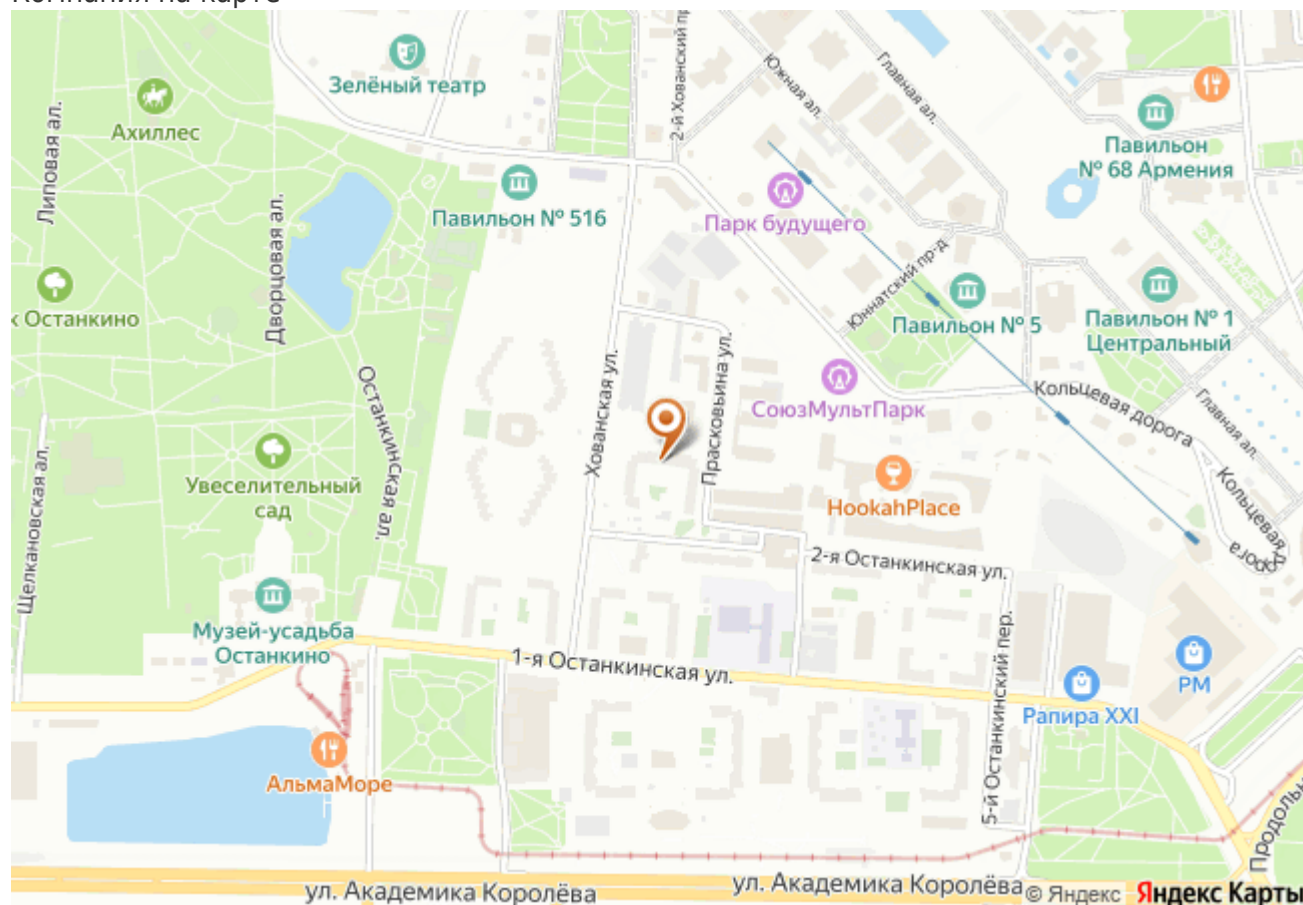 Компания на карте
2-й Хованский пр
Зелёный театр
Южная ал.
Главная ал.
Ахиллес
Липовая ал.
Павильон
№ 68 Армения
Павильон № 516
Парк будущего
Дворцовая ал.
к Останкино
Юннатский пр-д
Павильон № 5
Павильон № 1
Центральный
Останкинская ал.
Хованская ул.
Прасковьина ул.
СоюзМультПарк
Кольцевая дорога
Главная ал.
Увеселительный
сад
HookahPlace
Кольцевая дорога
Щелкановская ал.
2-я Останкинская ул.
Музей-усадьба
Останкино
1-я Останкинская ул.
5-й Останкинский пер.
РМ
Рапира XXI
АльмаМоре
Продольн
ул. Академика Королёва
ул. Академика Королёва
© Яндекс Яндекс Карты